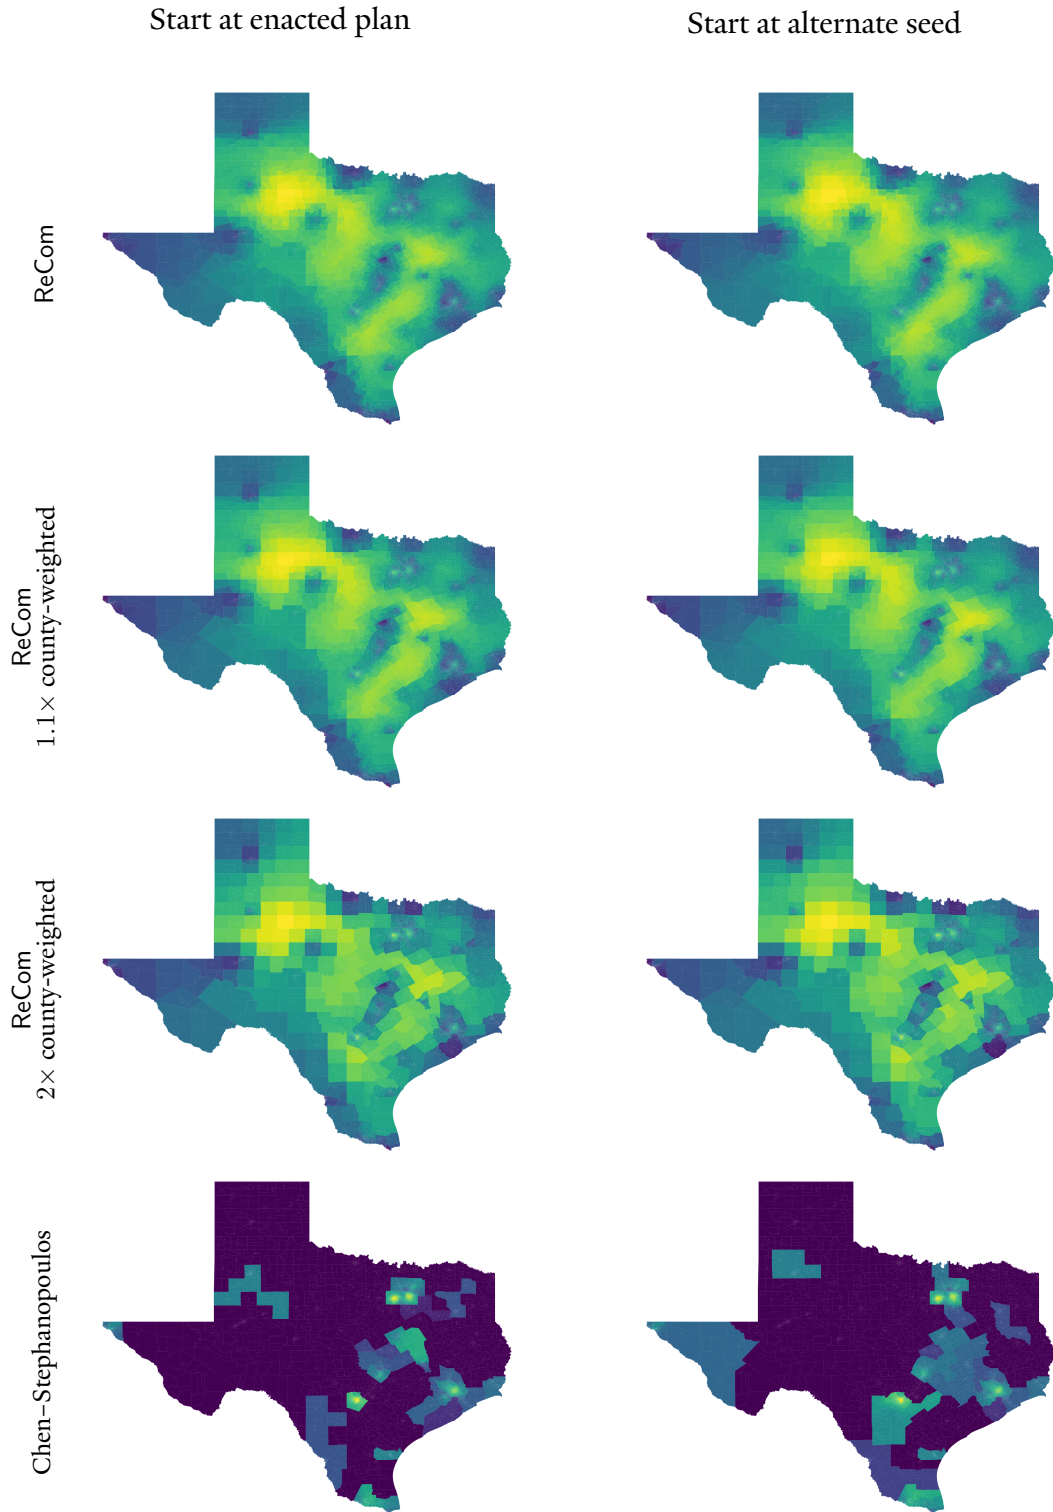 Start at enacted plan
Start at alternate seed
ReCom
ReCom
1.1× county-weighted
ReCom
2× county-weighted
Chen–Stephanopoulos